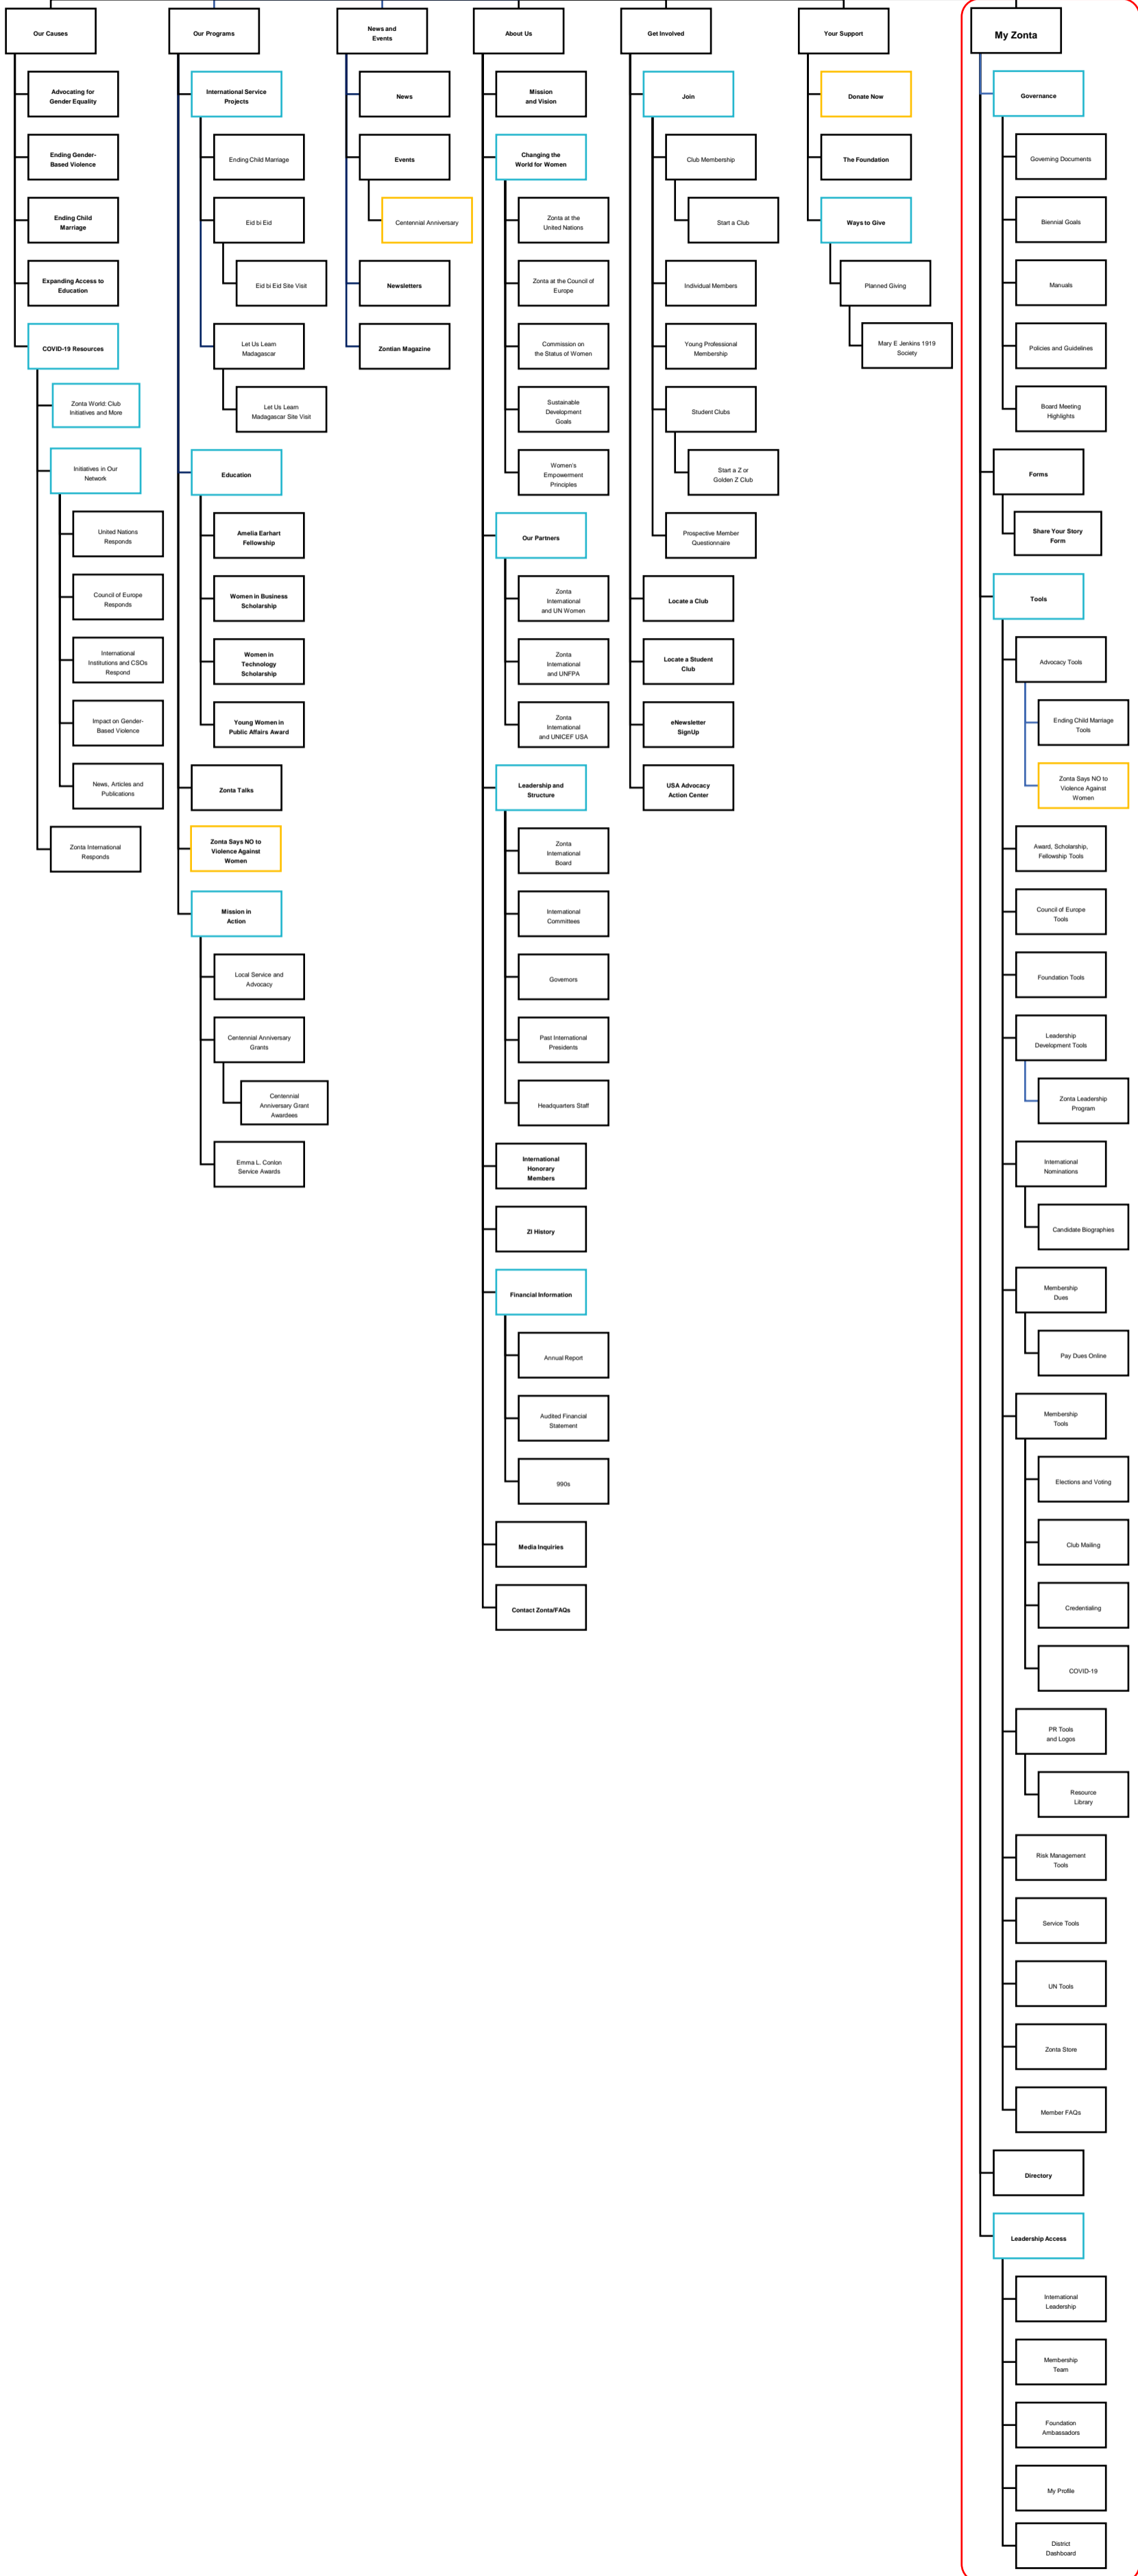 Our Causes
Advocating for
Gender Equality
Ending Gender-
Based Violence
Ending Child
Marriage
Expanding Access to
Education
COVID-19 Resources
Zonta World: Club
Initiatives and More
Initiatives in Our
Network
United Nations
Responds
Council of Europe
Responds
International
Institutions and CSOs
Respond
Impact on Gender-
Based Violence
News, Articles and
Publications
Zonta International
Responds
Our Programs
International Service
Projects
Ending Child Marriage
Eid bi Eid
Eid bi Eid Site Visit
Let Us Learn
Madagascar
Let Us Learn
Madagascar Site Visit
Education
Amelia Earhart
Fellowship
Women in Business
Scholarship
Women in
Technology
Scholarship
Young Women in
Public Affairs Award
Zonta Talks
Zonta Says NO to
Violence Against
Women
Mission in
Action
Local Service and
Advocacy
Centennial Anniversary
Grants
Centennial
Anniversary Grant
Awardees
Emma L. Conlon
Service Awards
News and
Events
News
Events
Centennial Anniversary
Newsletters
Zontian Magazine
About Us
Mission
and Vision
Changing the
World for Women
Zonta at the
United Nations
Zonta at the Council of
Europe
Commission on
the Status of Women
Sustainable
Development
Goals
Women's
Empowerment
Principles
Our Partners
Zonta
International
and UN Women
Zonta
International
and UNFPA
Zonta
International
and UNICEF USA
Leadership and
Structure
Zonta
International
Board
International
Committees
Governors
Past International
Presidents
Headquarters Staff
International
Honorary
Members
ZI History
Financial Information
Annual Report
Audited Financial
Statement
990s
Media Inquiries
Contact Zonta/FAQs
Get Involved
Join
Club Membership
Start a Club
Individual Members
Young Professional
Membership
Student Clubs
Start a Z or
Golden Z Club
Prospective Member
Questionnaire
Locate a Club
Locate a Student
Club
eNewsletter
SignUp
USA Advocacy
Action Center
Your Support
Donate Now
The Foundation
Ways to Give
Planned Giving
Mary E Jenkins 1919
Society
My Zonta
Governance
Governing Documents
Biennial Goals
Manuals
Policies and Guidelines
Board Meeting
Highlights
Forms
Share Your Story
Form
Tools
Advocacy Tools
Ending Child Marriage
Tools
Zonta Says NO to
Violence Against
Women
Award, Scholarship,
Fellowship Tools
Council of Europe
Tools
Foundation Tools
Leadership
Development Tools
Zonta Leadership
Program
International
Nominations
Candidate Biographies
Membership
Dues
Pay Dues Online
Membership
Tools
Elections and Voting
Club Mailing
Credentialing
COVID-19
PR Tools
and Logos
Resource
Library
Risk Management
Tools
Service Tools
UN Tools
Zonta Store
Member FAQs
Directory
Leadership Access
International
Leadership
Membership
Team
Foundation
Ambassadors
My Profile
District
Dashboard